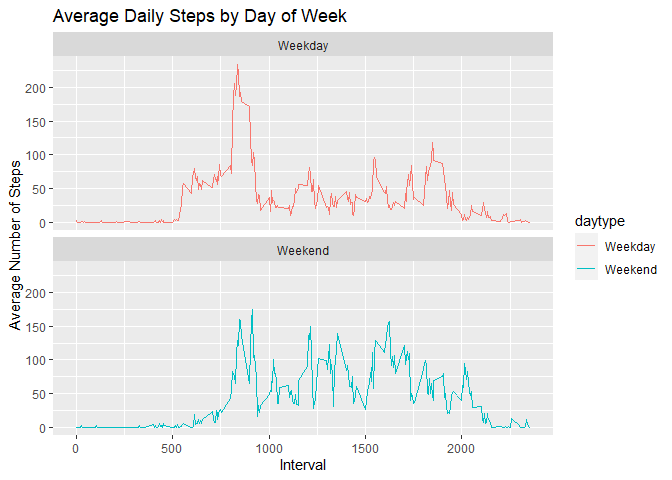 Average Daily Steps by Day of Week
Weekday
200
150
100
50
0
Weekend
200
150
100
50
0
0 500 1000 1500 2000
Interval
Average Number of Steps
daytype
Weekday
Weekend